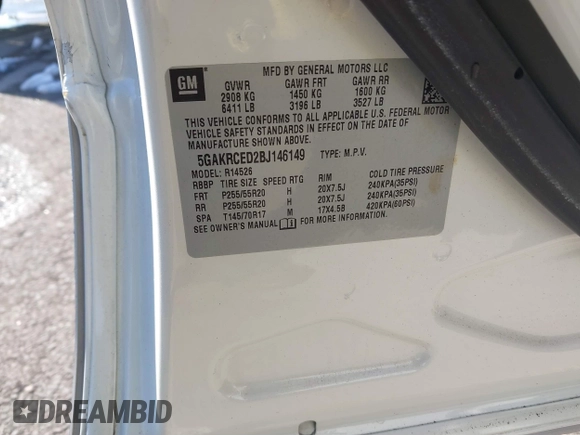 GM
MFD BY GENERAL MOTORS LLC
GVWR GAWR FRT GAWR RR
2908 KG 1450 KG 1600 KG
6411 LB 3196 LB 3527 LB
THIS VEHICLE CONFORMS TO ALL APPLICABLE U.S. FEDERAL MOTOR
VEHICLE SAFETY STANDARDS IN EFFECT ON THE DATE OF
MANUFACTURE SHOWN ABOVE.
5GAKRCED2BJ146149 TYPE: M.P.V.
MODEL: R14526
RBBP TIRE SIZE SPEED RTG RIM COLD TIRE PRESSURE
FRT P255/55R20 H 20X7.5J 240KPA(35PSI)
RR P255/55R20 H 20X7.5J 240KPA(35PSI)
SPA T145/70R17 M 17X4.5B 420KPA(60PSI)
SEE OWNER'S MANUAL FOR MORE INFORMATION.
DREAMBID